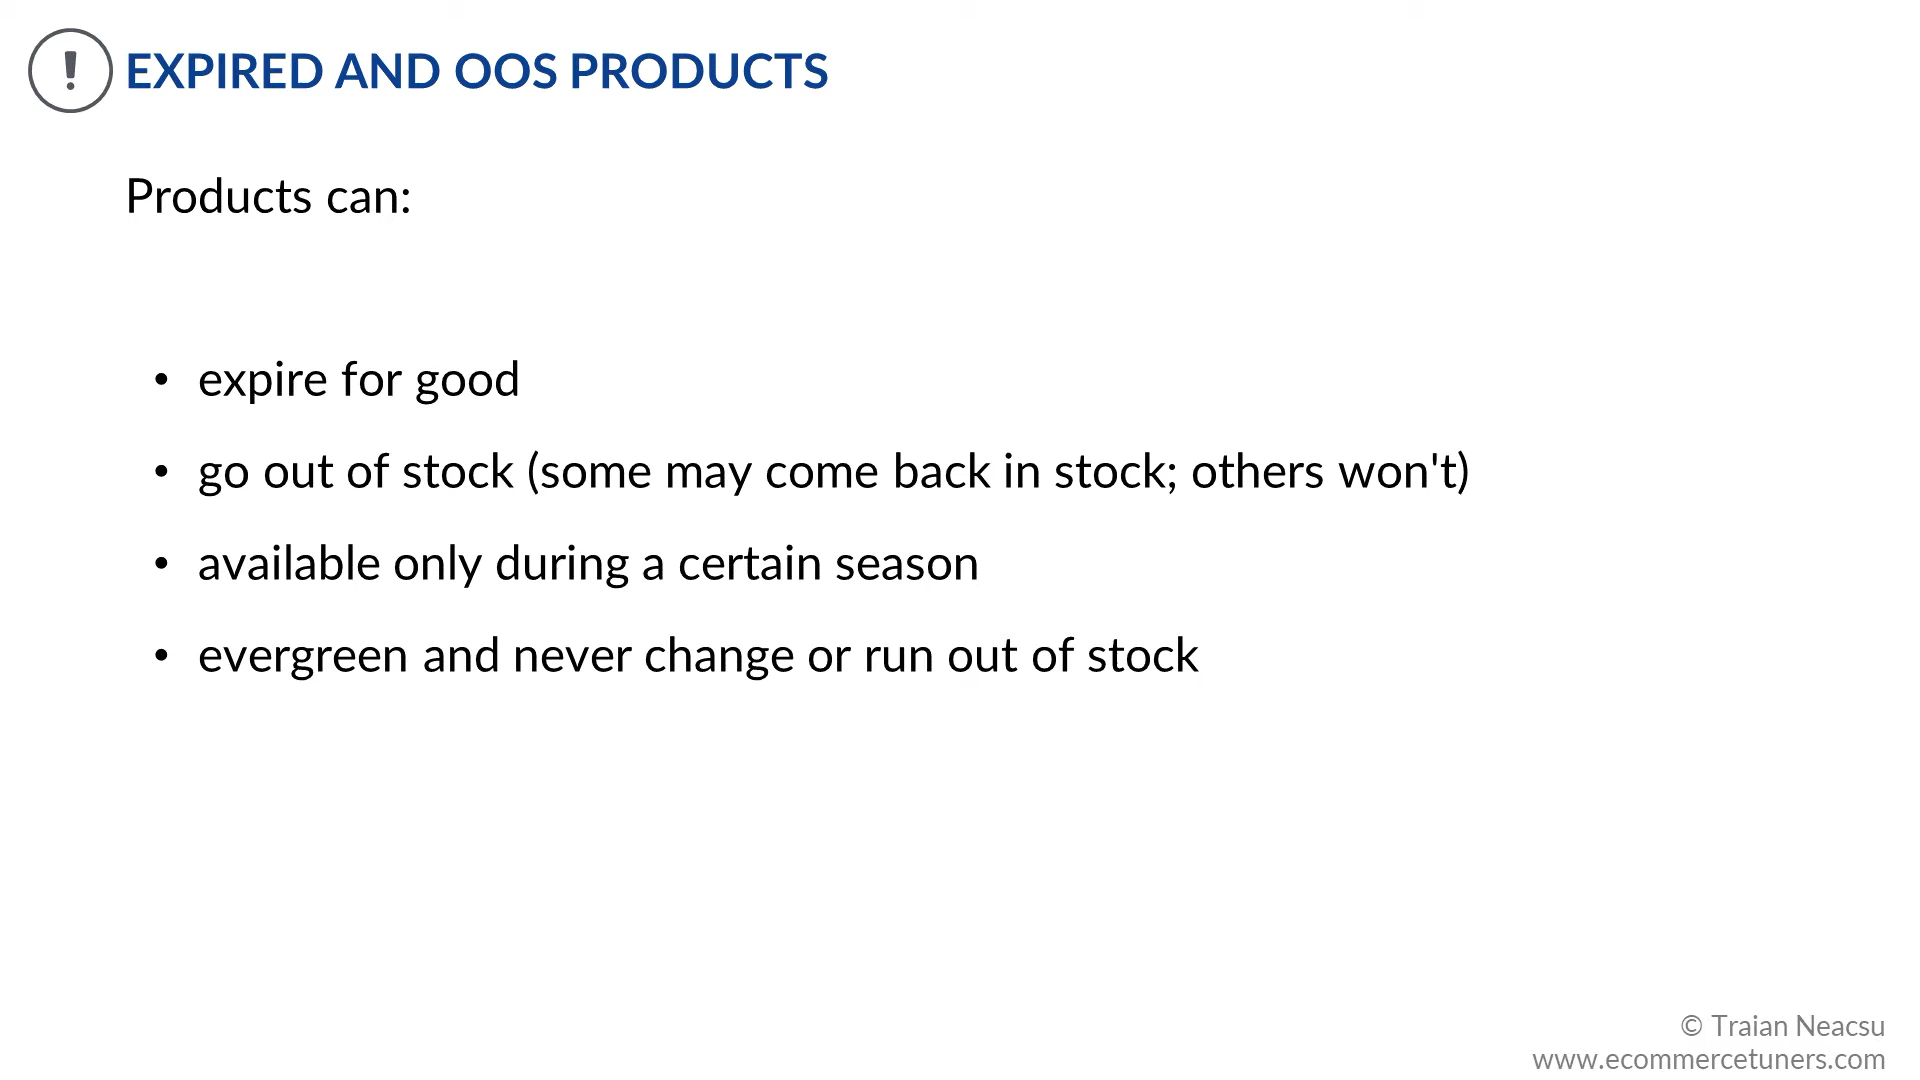 ! EXPIRED AND OOS PRODUCTS
Products can:
• expire for good
• go out of stock (some may come back in stock; others won't)
• available only during a certain season
• evergreen and never change or run out of stock
© Traian Neacsu
www.ecommercetuners.com